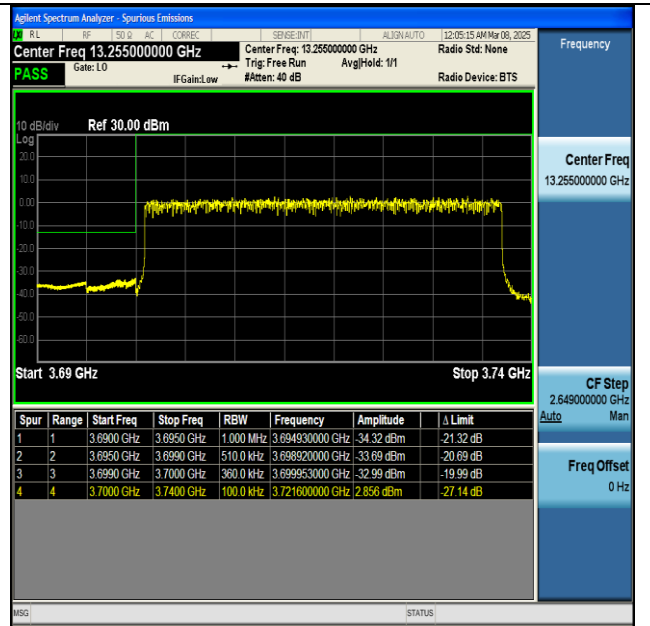 Agilent Spectrum Analyzer - Spurious Emissions
RL RF 50 Ω AC CORREC SENSE:INT ALIGN AUTO 12:05:15 AM Mar 08, 2025
Center Freq 13.255000000 GHz Center Freq: 13.255000000 GHz Radio Std: None
PASS Gate: LO Trig: Free Run Avg|Hold: 1/1
IFGain:Low #Atten: 40 dB Radio Device: BTS
Frequency
10 dB/div Ref 30.00 dBm
Log
20.0
10.0
0.00
-10.0
-20.0
-30.0
-40.0
-50.0
-60.0
Start 3.69 GHz Stop 3.74 GHz
Spur Range Start Freq Stop Freq RBW Frequency Amplitude Δ Limit
1 1 3.6900 GHz 3.6950 GHz 1.000 MHz 3.694930000 GHz -34.32 dBm -21.32 dB
2 2 3.6950 GHz 3.6990 GHz 510.0 kHz 3.698920000 GHz -33.69 dBm -20.69 dB
3 3 3.6990 GHz 3.7000 GHz 360.0 kHz 3.699953000 GHz -32.99 dBm -19.99 dB
4 4 3.7000 GHz 3.7400 GHz 100.0 kHz 3.721600000 GHz 2.856 dBm -27.14 dB
Center Freq
13.255000000 GHz
CF Step
2.649000000 GHz
Auto Man
Freq Offset
0 Hz
MSG STATUS